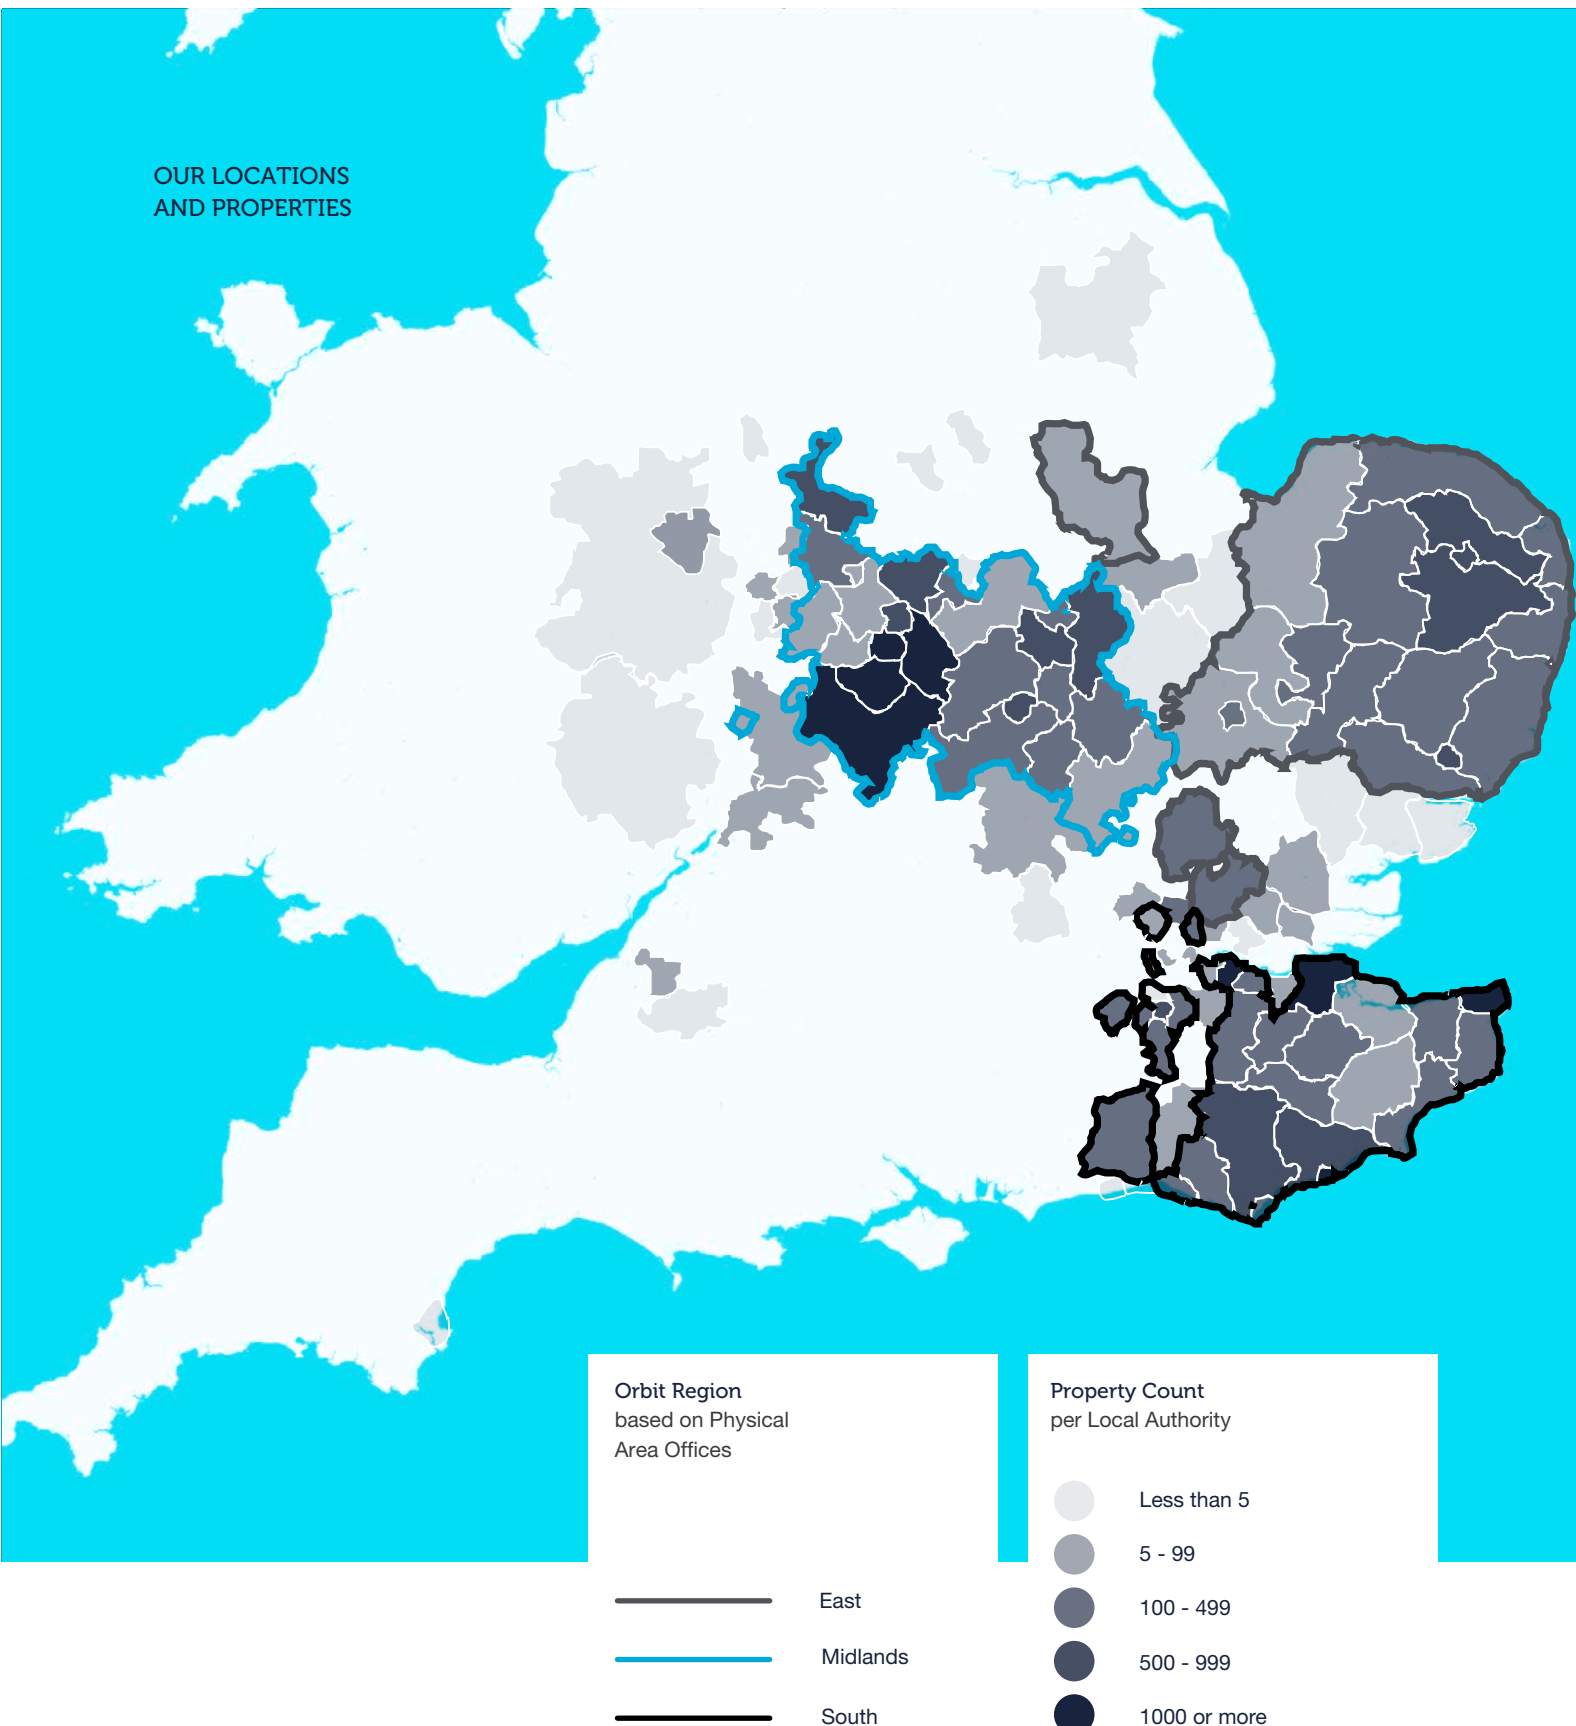 OUR LOCATIONS
AND PROPERTIES
Orbit Region
based on Physical
Area Offices
East
Midlands
South
Property Count
per Local Authority
Less than 5
5 - 99
100 - 499
500 - 999
1000 or more